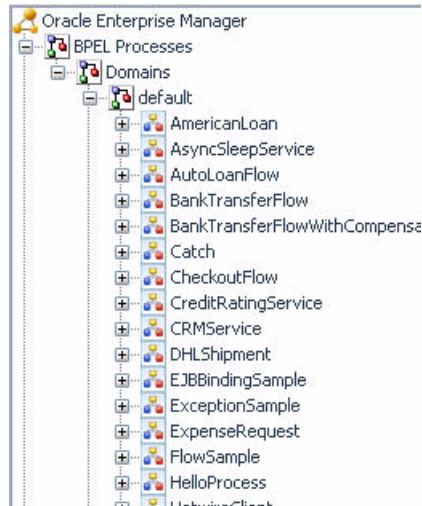 Oracle Enterprise Manager
BPEL Processes
Domains
default
AmericanLoan
AsyncSleepService
AutoLoanFlow
BankTransferFlow
BankTransferFlowWithCompensa
Catch
CheckoutFlow
CreditRatingService
CRMService
DHLShipment
EJBBindingSample
ExceptionSample
ExpenseRequest
FlowSample
HelloProcess